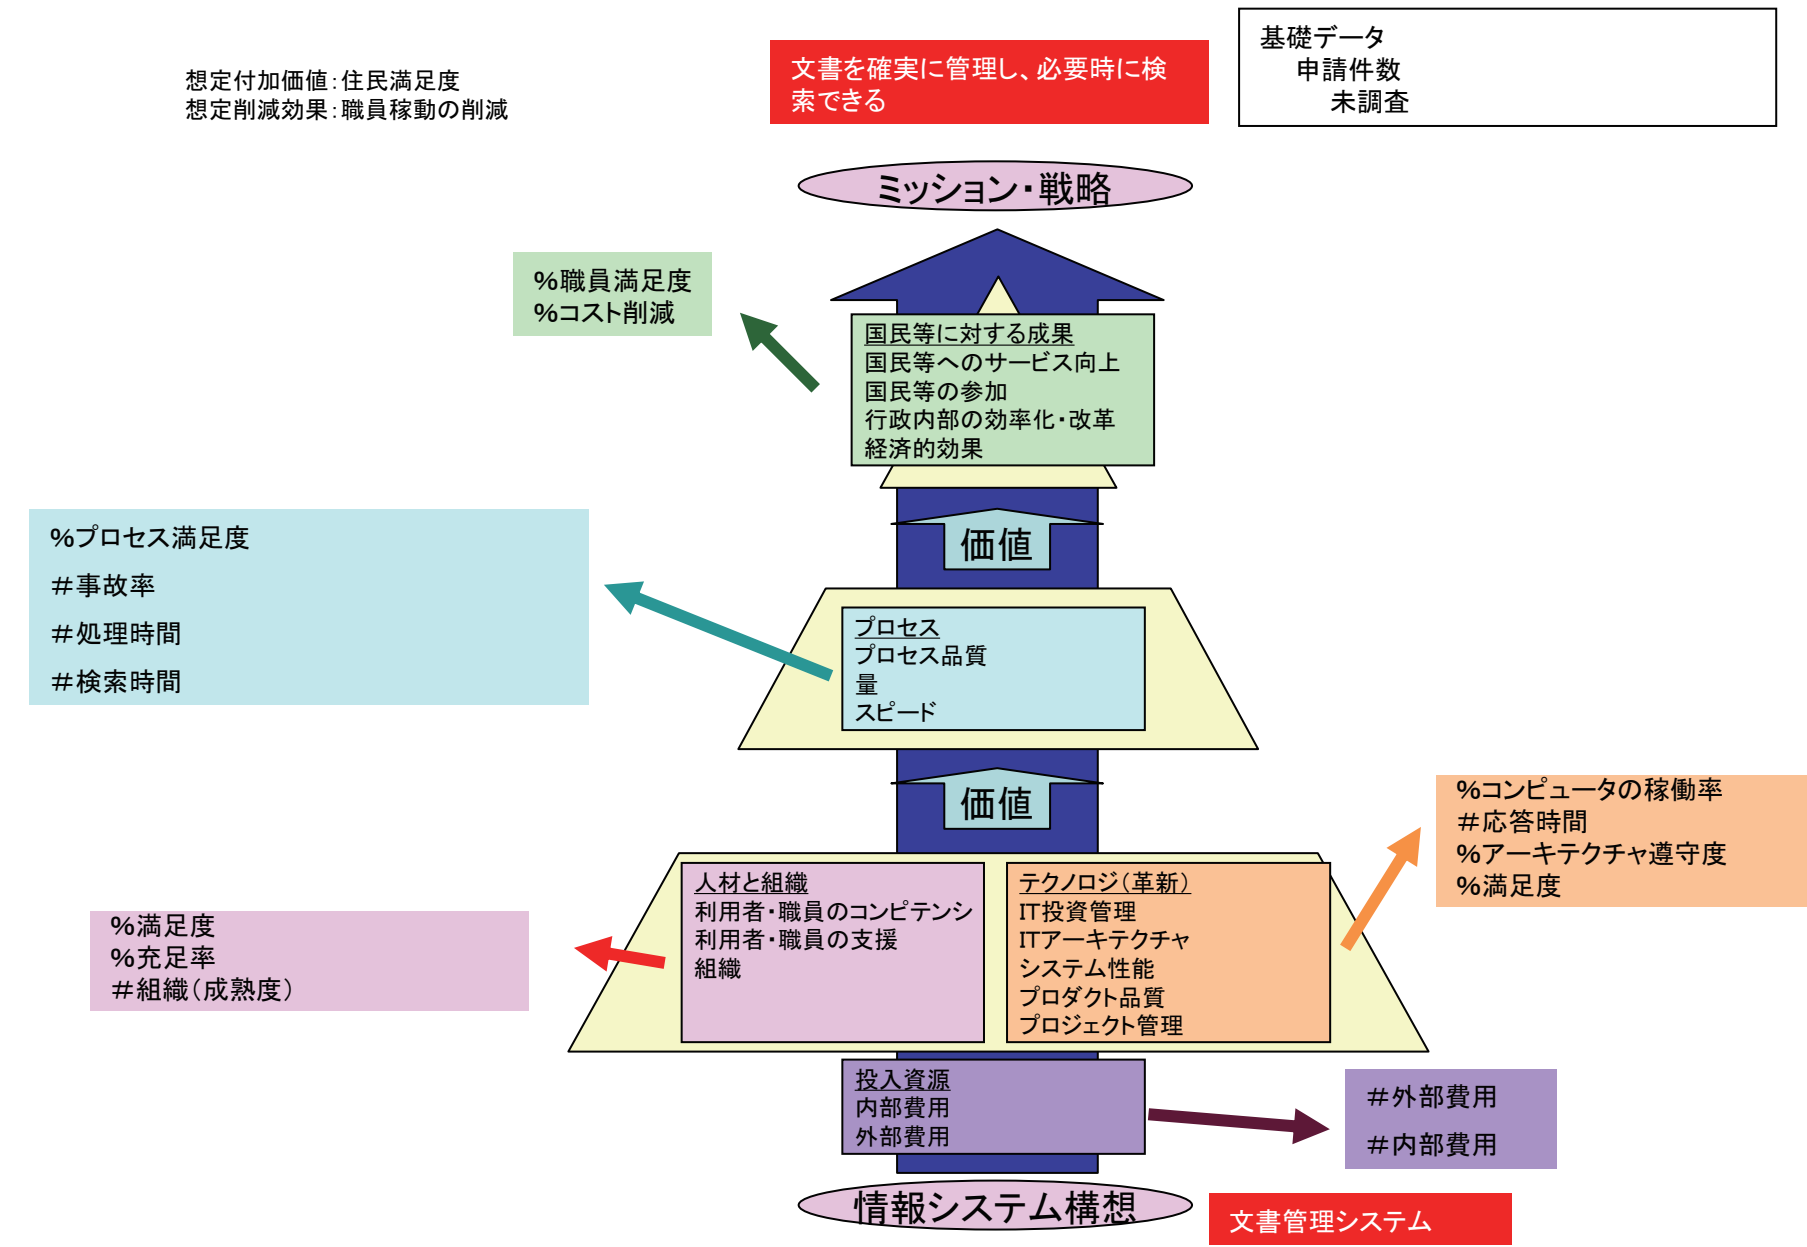 想定付加価値：住民満足度
想定削減効果：職員稼動の削減
文書を確実に管理し、必要時に検
索できる
基礎データ
申請件数
未調査
ミッション・戦略
%職員満足度
%コスト削減
国民等に対する成果
国民等へのサービス向上
国民等の参加
行政内部の効率化・改革
経済的効果
価値
%プロセス満足度
＃事故率
＃処理時間
＃検索時間
プロセス
プロセス品質
量
スピード
価値
%コンピュータの稼働率
＃応答時間
%アーキテクチャ遵守度
%満足度
人材と組織
利用者・職員のコンピテンシ
利用者・職員の支援
組織
テクノロジ（革新）
IT投資管理
ITアーキテクチャ
システム性能
プロダクト品質
プロジェクト管理
%満足度
%充足率
＃組織（成熟度）
投入資源
内部費用
外部費用
＃外部費用
＃内部費用
情報システム構想
文書管理システム